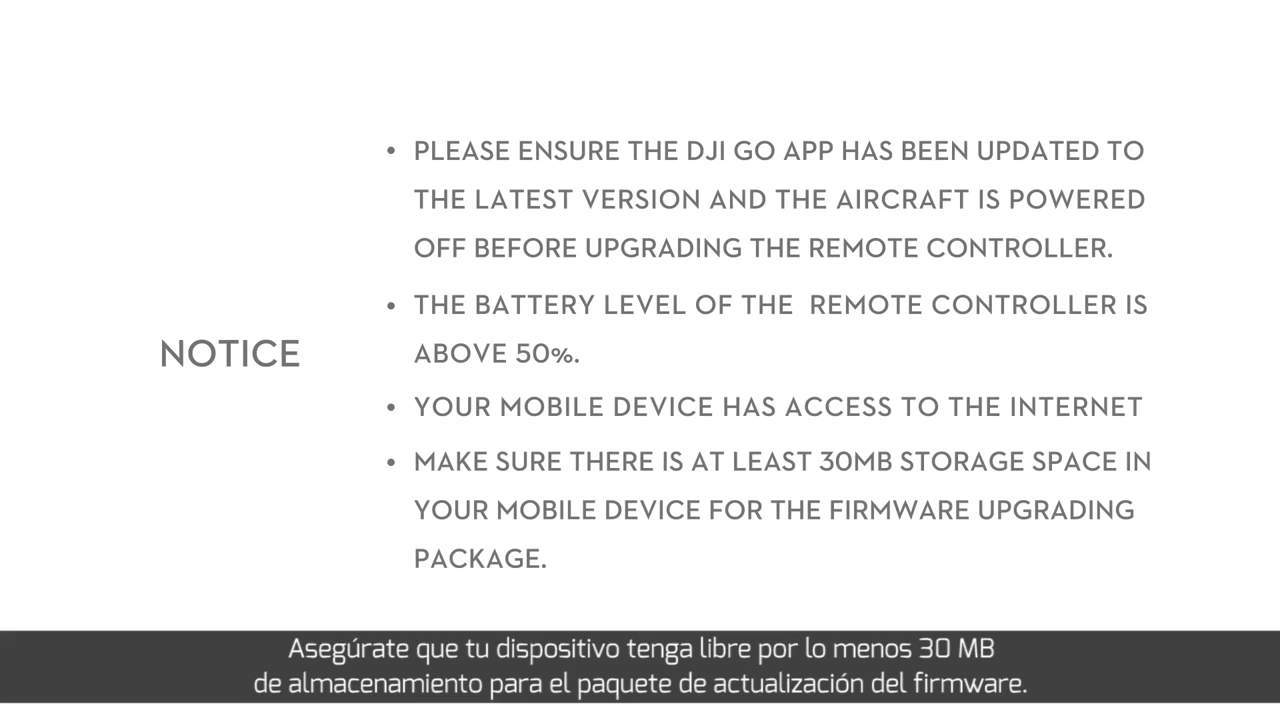 NOTICE
• PLEASE ENSURE THE DJI GO APP HAS BEEN UPDATED TO
THE LATEST VERSION AND THE AIRCRAFT IS POWERED
OFF BEFORE UPGRADING THE REMOTE CONTROLLER.
• THE BATTERY LEVEL OF THE REMOTE CONTROLLER IS
ABOVE 50%.
• YOUR MOBILE DEVICE HAS ACCESS TO THE INTERNET
• MAKE SURE THERE IS AT LEAST 30MB STORAGE SPACE IN
YOUR MOBILE DEVICE FOR THE FIRMWARE UPGRADING
PACKAGE.
Asegúrate que tu dispositivo tenga libre por lo menos 30 MB
de almacenamiento para el paquete de actualización del firmware.